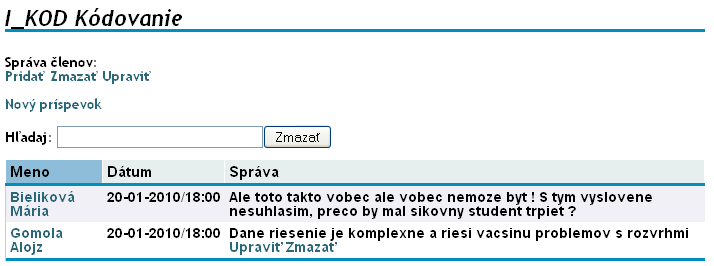 I_KOD Kódovanie
Správa členov:
Pridať Zmazať Upraviť
Nový príspevok
Hľadaj: Zmazať
Meno Dátum Správa
Bieliková Mária 20-01-2010/18:00 Ale toto takto vobec ale vobec nemoze byt ! S tym vyslovene
nesuhlasim, preco by mal sikovny student trpiet ?
Gomola Alojz 20-01-2010/18:00 Dane riesenie je komplexne a riesi vacsinu problemov s rozvrhmi
Upraviť Zmazať